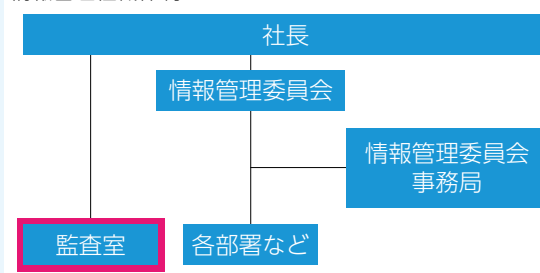 社長
情報管理委員会
情報管理委員会
事務局
監査室
各部署など